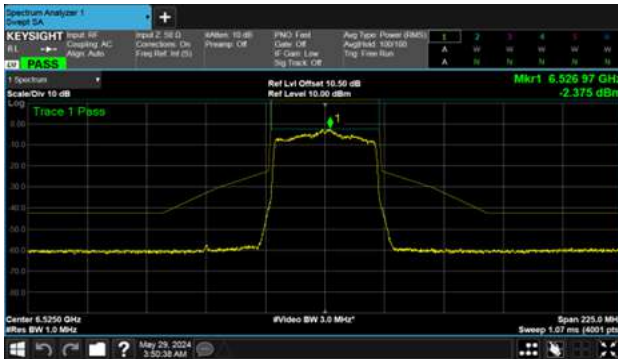 Spectrum Analyzer 1
Swept SA
+
KEYSIGHT Input: RF
RL Coupling: AC
Align: Auto
Input Z: 50 Ω
Corrections: On
Freq Ref: Int (S)
#Atten: 10 dB
Preamp: Off
PNO: Fast
Gate: Off
IF Gain: Low
Sig Track: Off
Avg Type: Power (RMS)
Avg|Hold: 100/100
Trig: Free Run
1 2 3 4 5 6
A W W W W W
A N N N N N
LW PASS
1 Spectrum
Scale/Div 10 dB
Ref Lvl Offset 10.50 dB
Ref Level 10.00 dBm
Mkr1 6.526 97 GHz
-2.375 dBm
Log
Trace 1 Pass
1
0.00
-10.0
-20.0
-30.0
-40.0
-50.0
-60.0
-70.0
-80.0
Center 6.5250 GHz
#Res BW 1.0 MHz
#Video BW 3.0 MHz*
Span 225.0 MHz
Sweep 1.07 ms (4001 pts)
?
May 29, 2024
3:50:38 AM